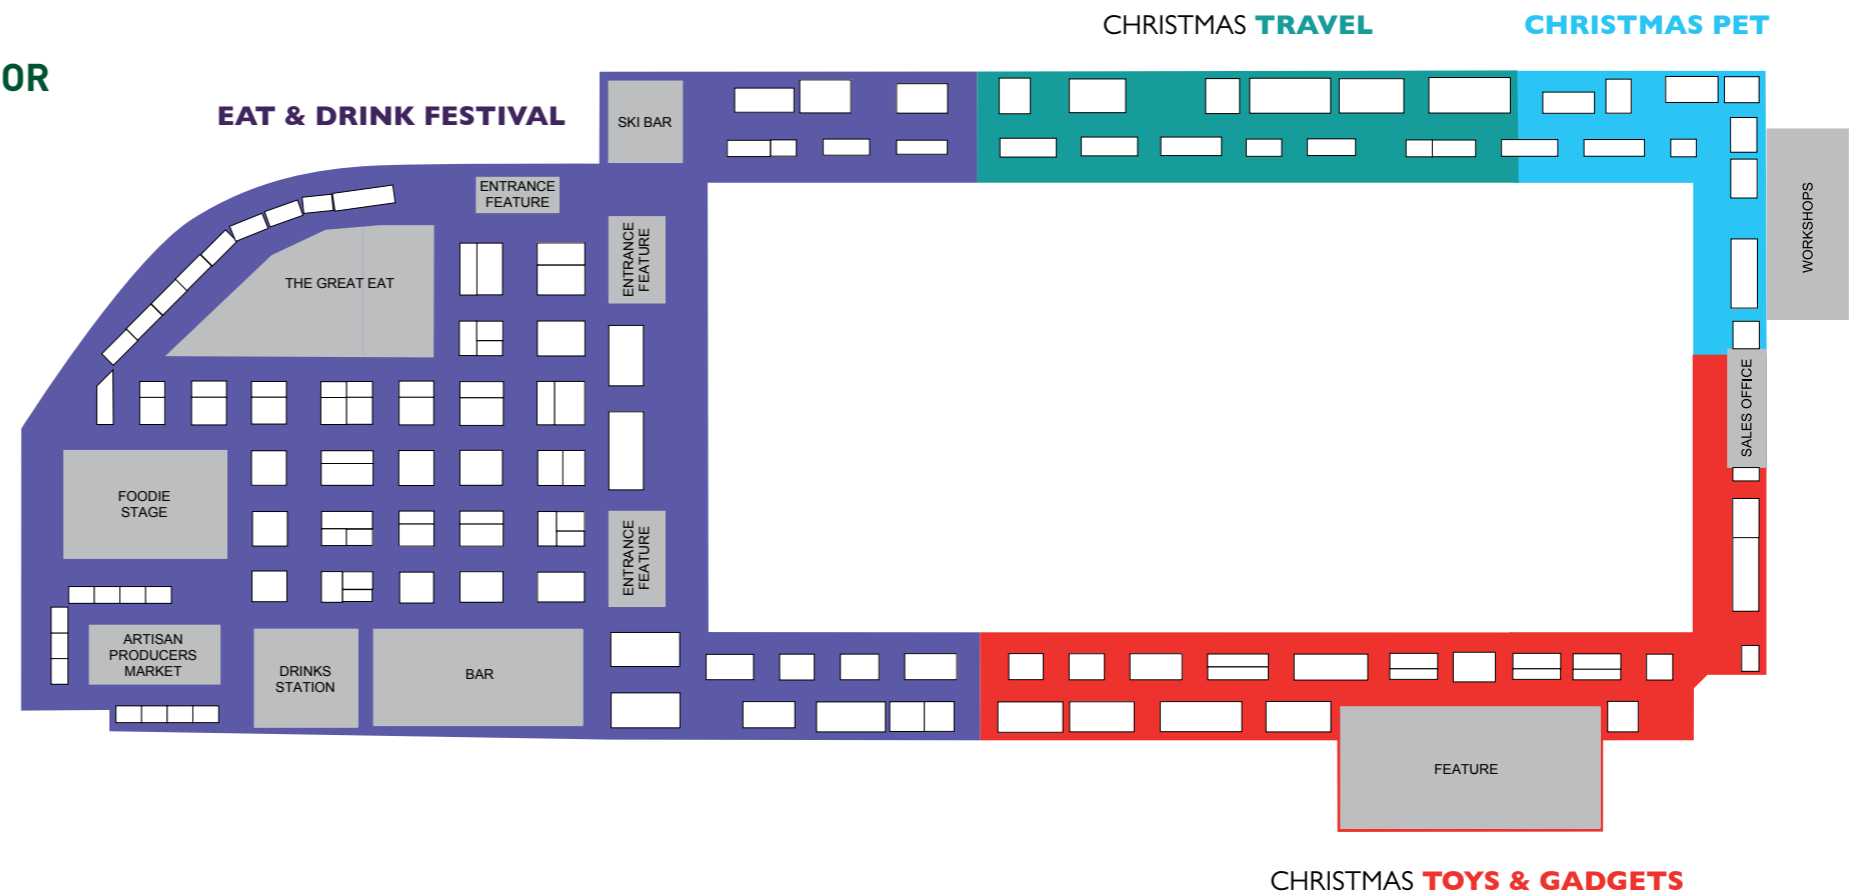 CHRISTMAS TRAVEL
CHRISTMAS PET
OR
EAT & DRINK FESTIVAL
SKI BAR
ENTRANCE
FEATURE
ENTRANCE
FEATURE
THE GREAT EAT
WORKSHOPS
SALES OFFICE
FOODIE
STAGE
ENTRANCE
FEATURE
ARTISAN
PRODUCERS
MARKET
DRINKS
STATION
BAR
FEATURE
CHRISTMAS TOYS & GADGETS